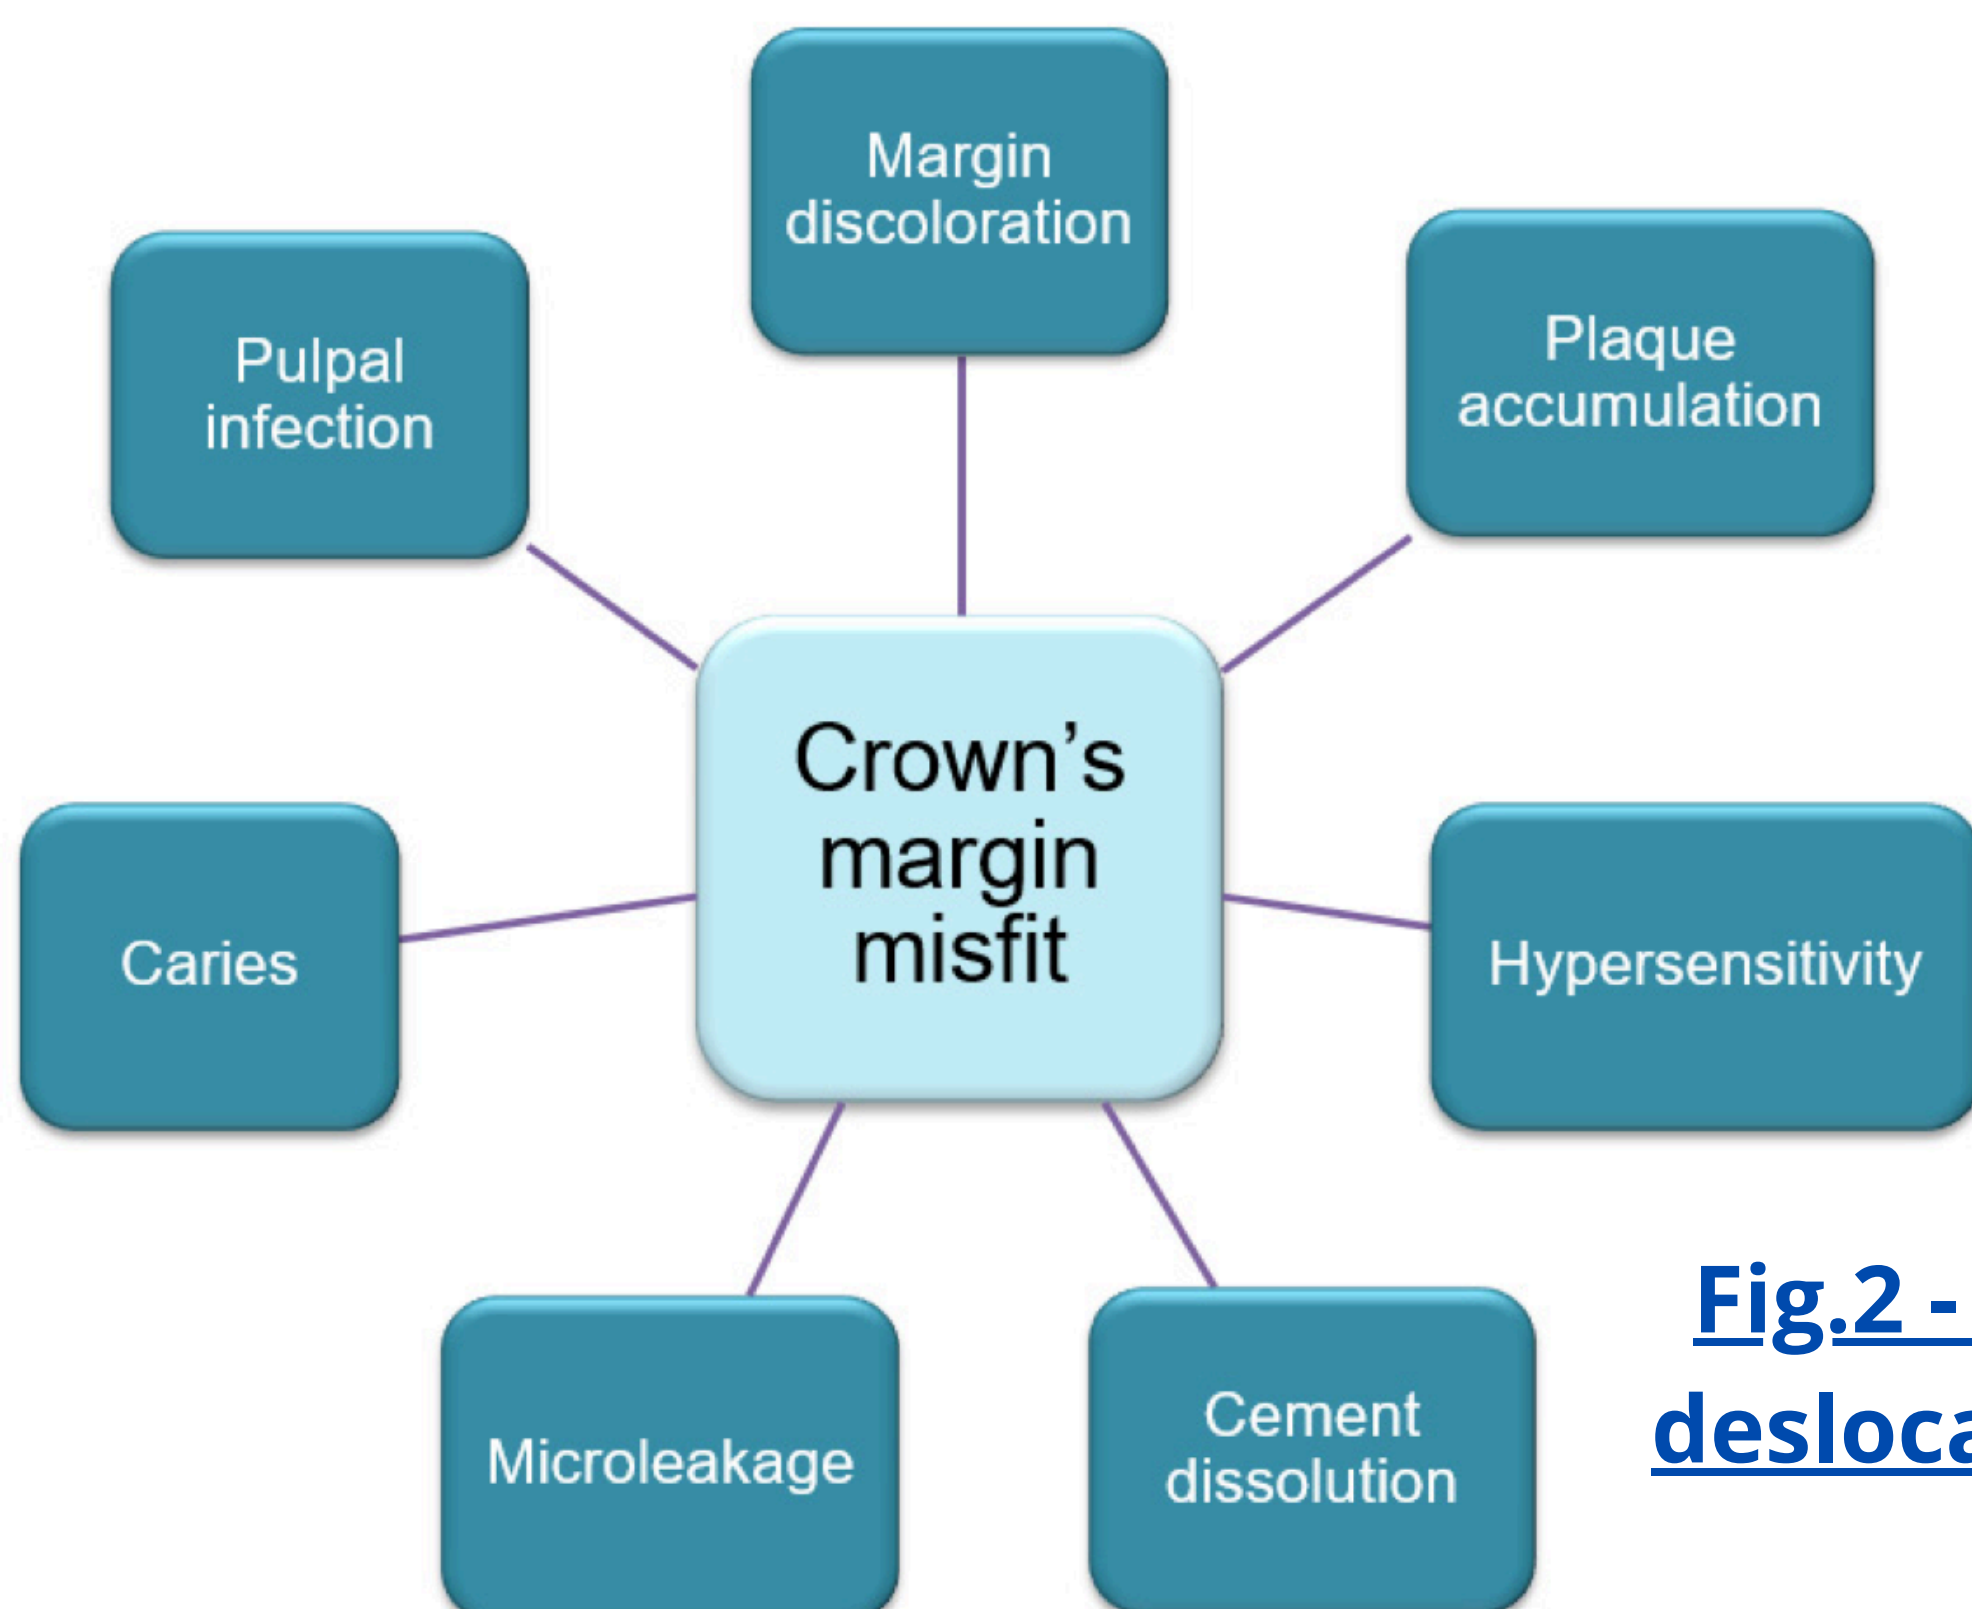 Margin
discoloration
Plaque
accumulation
Pulpal
infection
Crown’s
margin
misfit
Caries
Hypersensitivity
Microleakage
Cement
dissolution
Fig.2 -